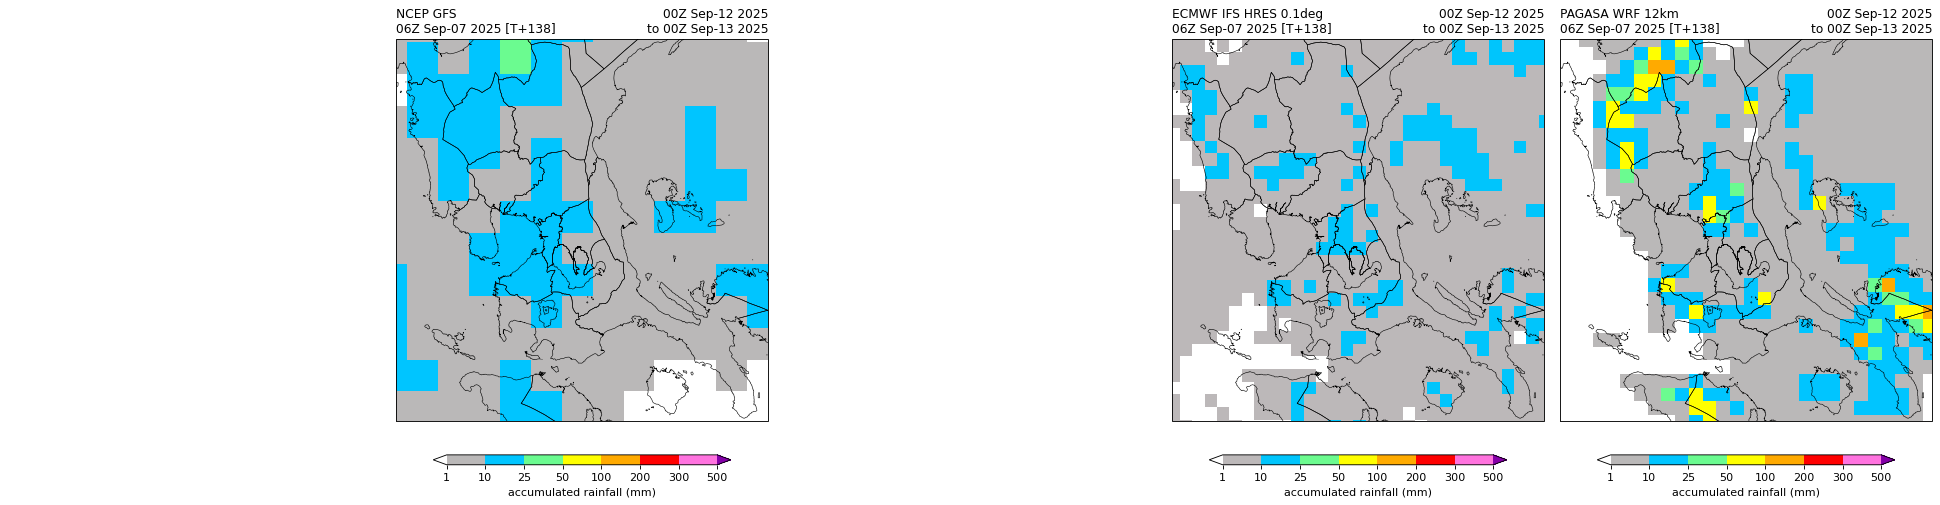 NCEP GFS 00Z Sep-12 2025
06Z Sep-07 2025 [T+138] to 00Z Sep-13 2025
1 10 25 50 100 200 300 500
accumulated rainfall (mm)
ECMWF IFS HRES 0.1deg 00Z Sep-12 2025
06Z Sep-07 2025 [T+138] to 00Z Sep-13 2025
1 10 25 50 100 200 300 500
accumulated rainfall (mm)
PAGASA WRF 12km 00Z Sep-12 2025
06Z Sep-07 2025 [T+138] to 00Z Sep-13 2025
1 10 25 50 100 200 300 500
accumulated rainfall (mm)